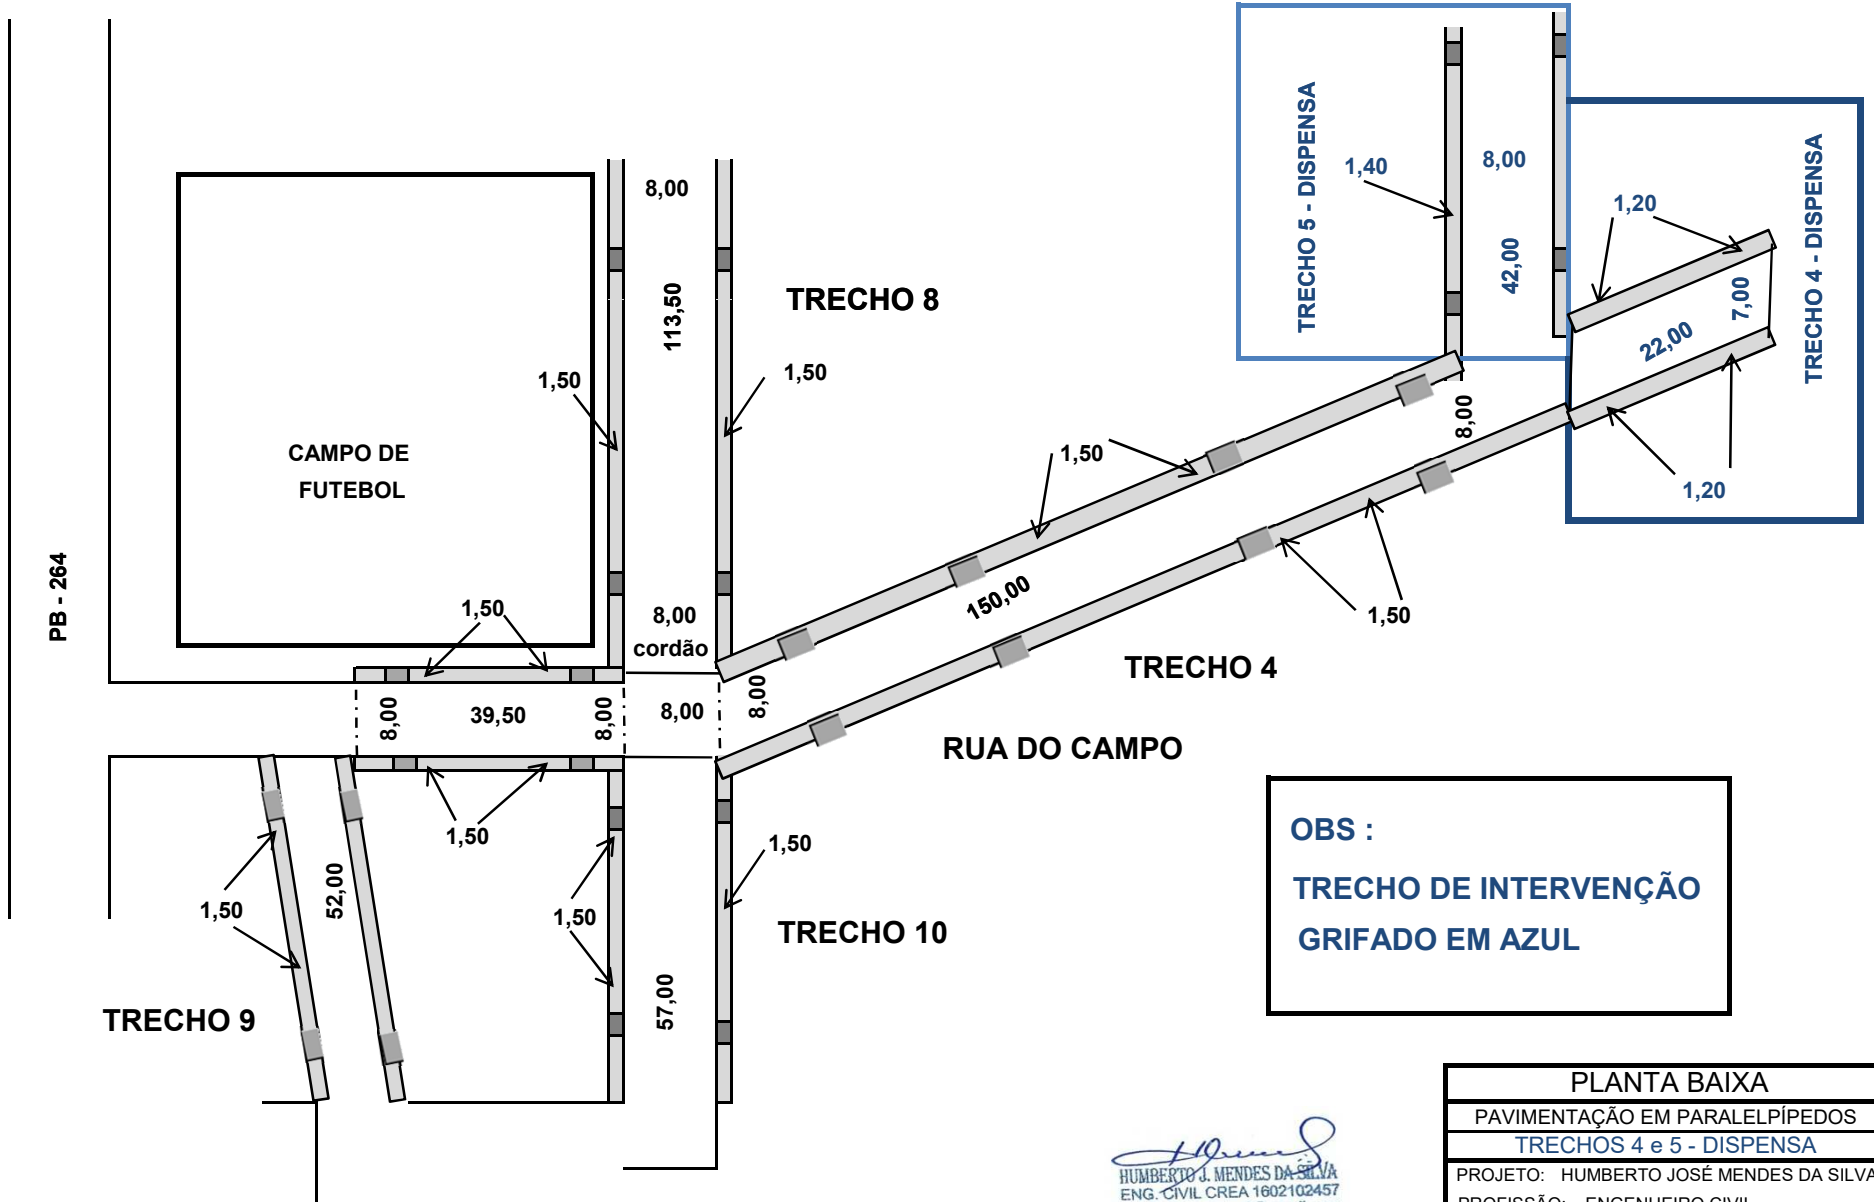 TRECHO 5 - DISPENSA
1,40
8,00
42,00
TRECHO 4 - DISPENSA
1,20
7,00
22,00
1,20
8,00
113,50
TRECHO 8
1,50
1,50
CAMPO DE
FUTEBOL
PB - 264
8,00
1,50
150,00
1,50
1,50
8,00
cordão
TRECHO 4
8,00
39,50
8,00
8,00
8,00
RUA DO CAMPO
1,50
1,50
52,00
1,50
1,50
TRECHO 10
57,00
TRECHO 9
OBS :
TRECHO DE INTERVENÇÃO
GRIFADO EM AZUL
HUMBERTO J. MENDES DA SILVA
ENG. CIVIL CREA 1602102457
PLANTA BAIXA
PAVIMENTAÇÃO EM PARALELPÍPEDOS
TRECHOS 4 e 5 - DISPENSA
PROJETO: HUMBERTO JOSÉ MENDES DA SILVA
PROFISSÃO: ENGENHEIRO CIVIL